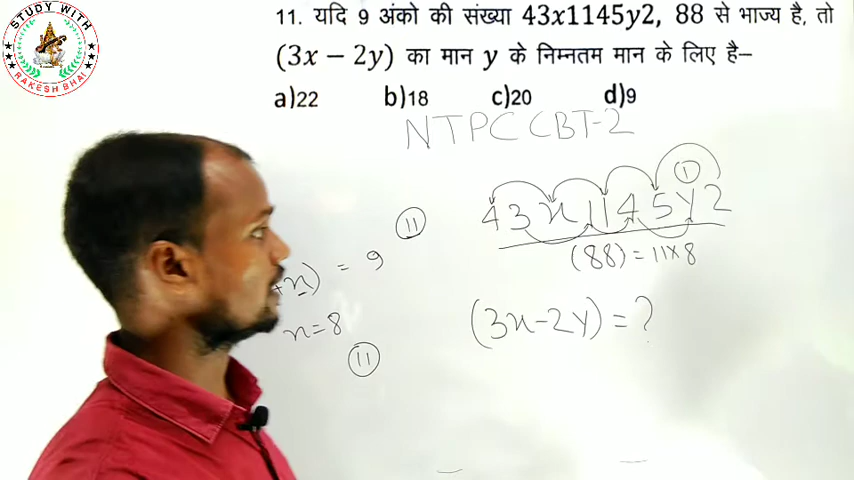 STUDY WITH
RAKESH BHAI
11. यदि 9 अंको की संख्या 43x1145y2, 88 से भाज्य है, तो
(3x − 2y) का मान y के निम्नतम मान के लिए है–
a)22 b)18 c)20 d)9
NTPC CBT-2
1
43x1145y2
11
(88) = 11×8
+x) = 9
x=8
(3x-2y) = ?
11